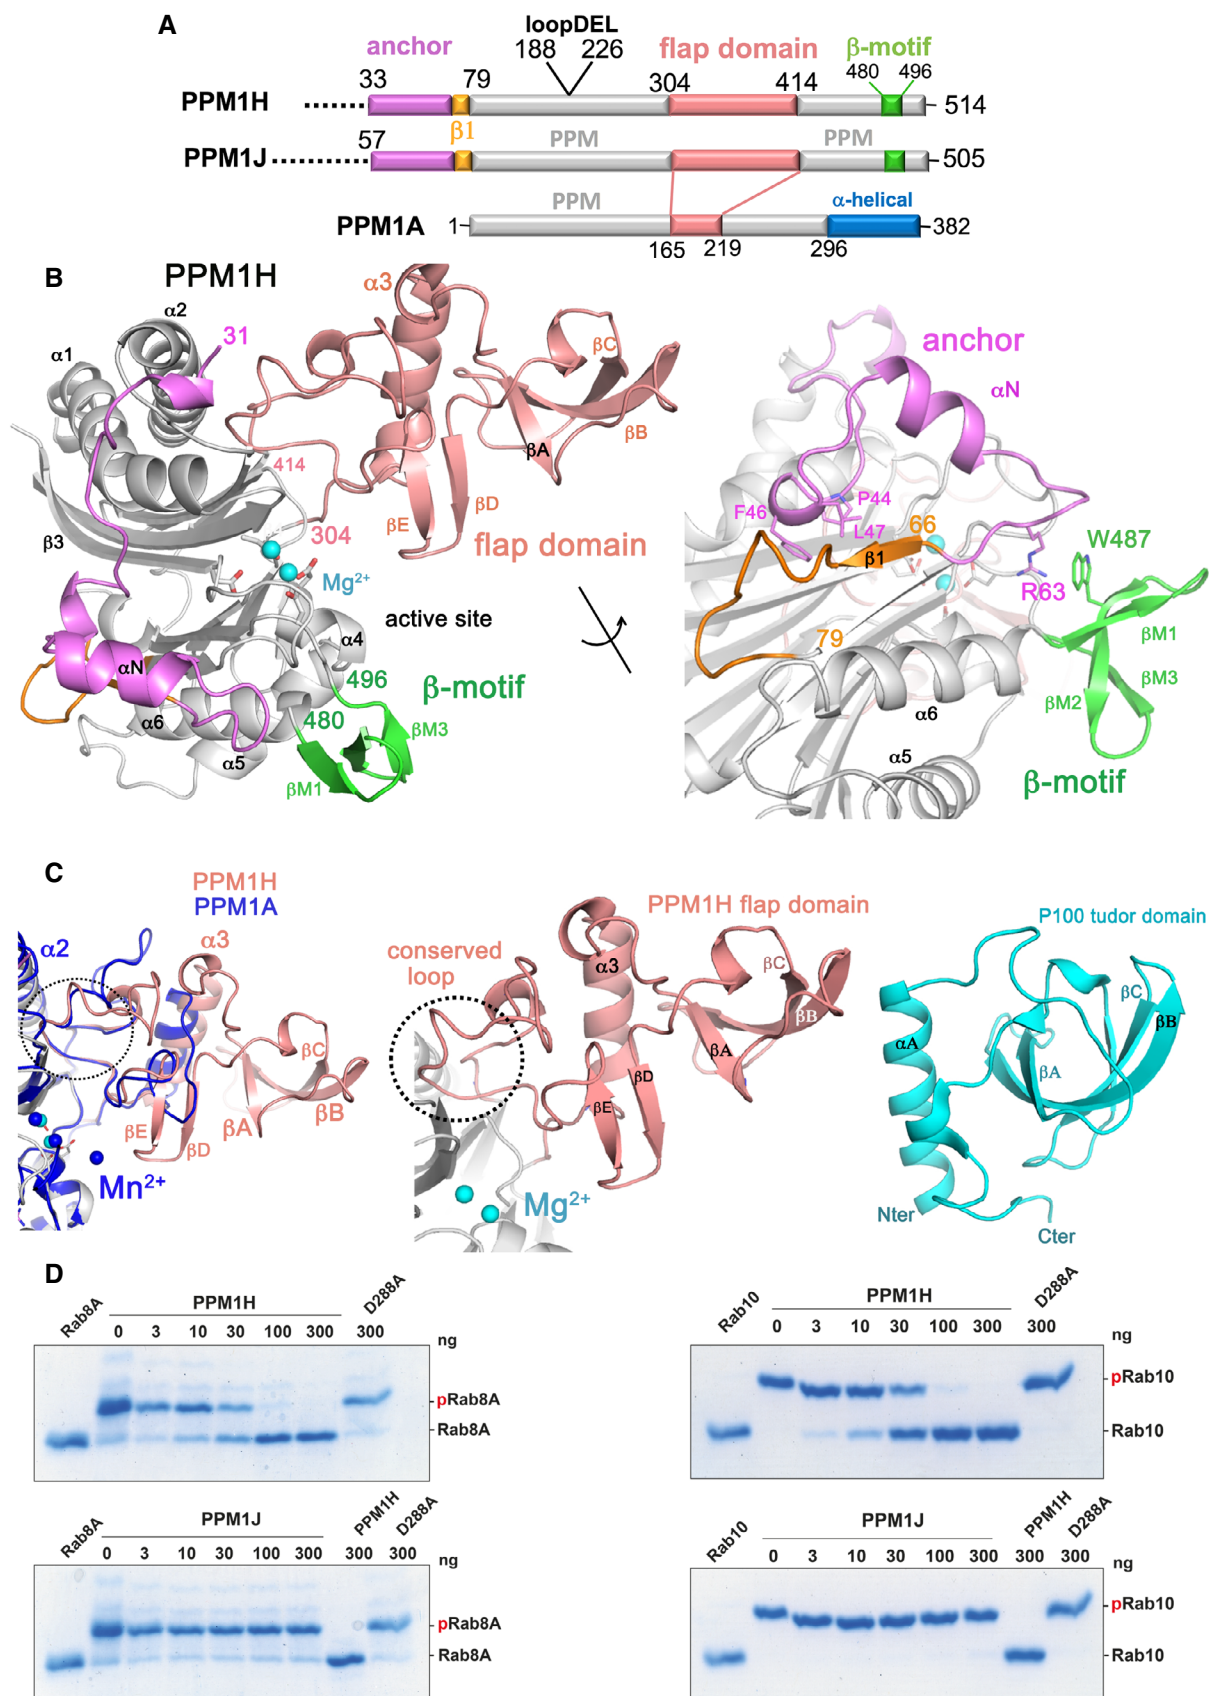 A
loopDEL
anchor 188 226 flap domain β-motif
33 79 304 414 480 496
PPM1H 514
β1 PPM PPM
57
PPM1J 505
PPM α-helical
PPM1A 1 382
165 219 296
B
PPM1H
α2
31
α1
α3
βC
βB
βA
414
βD
βE
304
flap domain
β3
Mg2+
active site
α4
αN
496
β-motif
480
α6
βM3
α5
βM1
anchor
αN
F46
P44
L47
66
W487
β1
R63
79
βM1
βM3
βM2
α6
α5
β-motif
C
PPM1H
PPM1A
α2
α3
βC
βB
βA
βE
βD
Mn2+
PPM1H flap domain
conserved
loop
α3
βC
βB
βA
βD
βE
Mg2+
P100 tudor domain
βC
βB
αA
βA
Nter
Cter
D
Rab8A PPM1H D288A
0 3 10 30 100 300 300 ng
pRab8A
Rab8A
Rab10 PPM1H D288A
0 3 10 30 100 300 300 ng
pRab10
Rab10
Rab8A PPM1J PPM1H D288A
0 3 10 30 100 300 300 300 ng
pRab8A
Rab8A
Rab10 PPM1J PPM1H D288A
0 3 10 30 100 300 300 300 ng
pRab10
Rab10